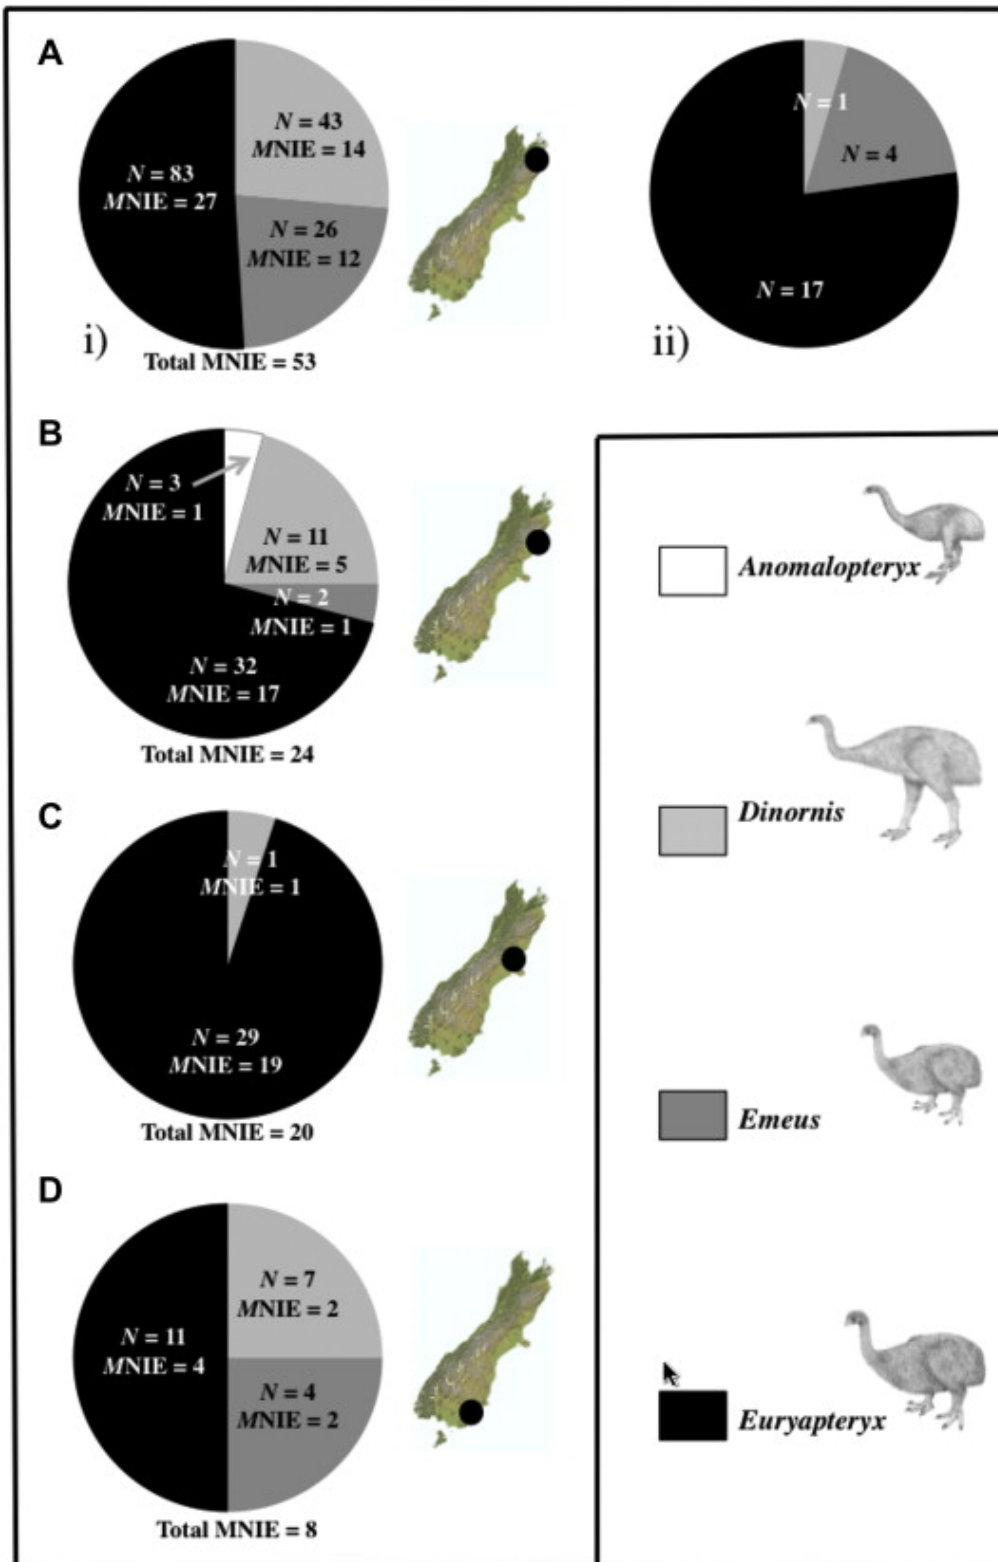 A
N = 43
MNIE = 14
N = 83
MNIE = 27
N = 26
MNIE = 12
i)
Total MNIE = 53
N = 1
N = 4
N = 17
ii)
B
N = 3
MNIE = 1
N = 11
MNIE = 5
N = 2
MNIE = 1
N = 32
MNIE = 17
Total MNIE = 24
C
N = 1
MNIE = 1
N = 29
MNIE = 19
Total MNIE = 20
D
N = 7
MNIE = 2
N = 11
MNIE = 4
N = 4
MNIE = 2
Total MNIE = 8
Anomalopteryx
Dinornis
Emeus
Euryapteryx